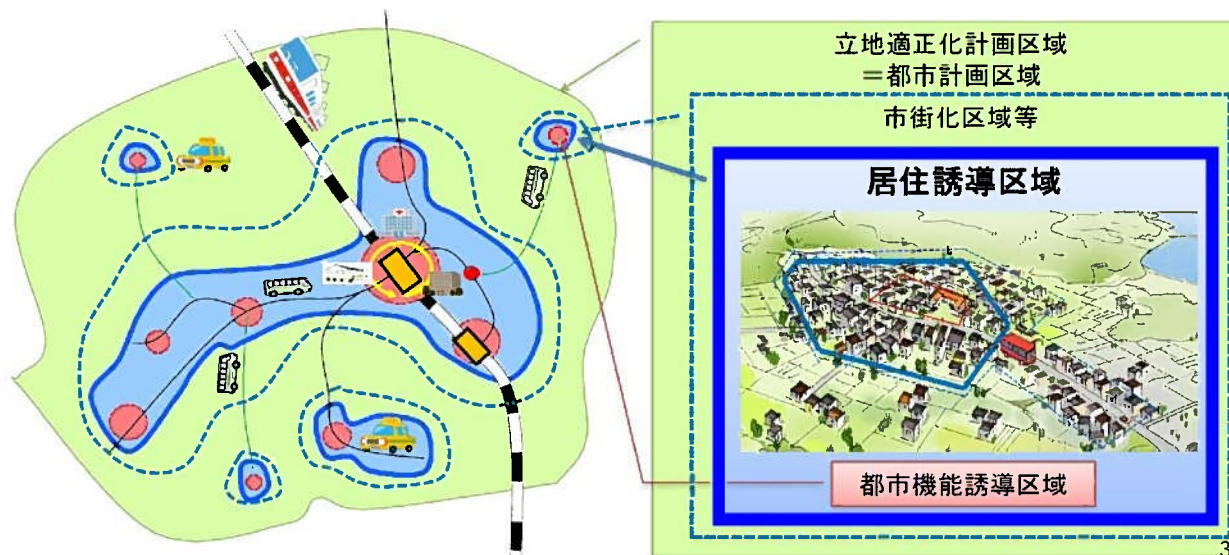 立地適正化計画区域
＝都市計画区域
市街化区域等
居住誘導区域
都市機能誘導区域
3